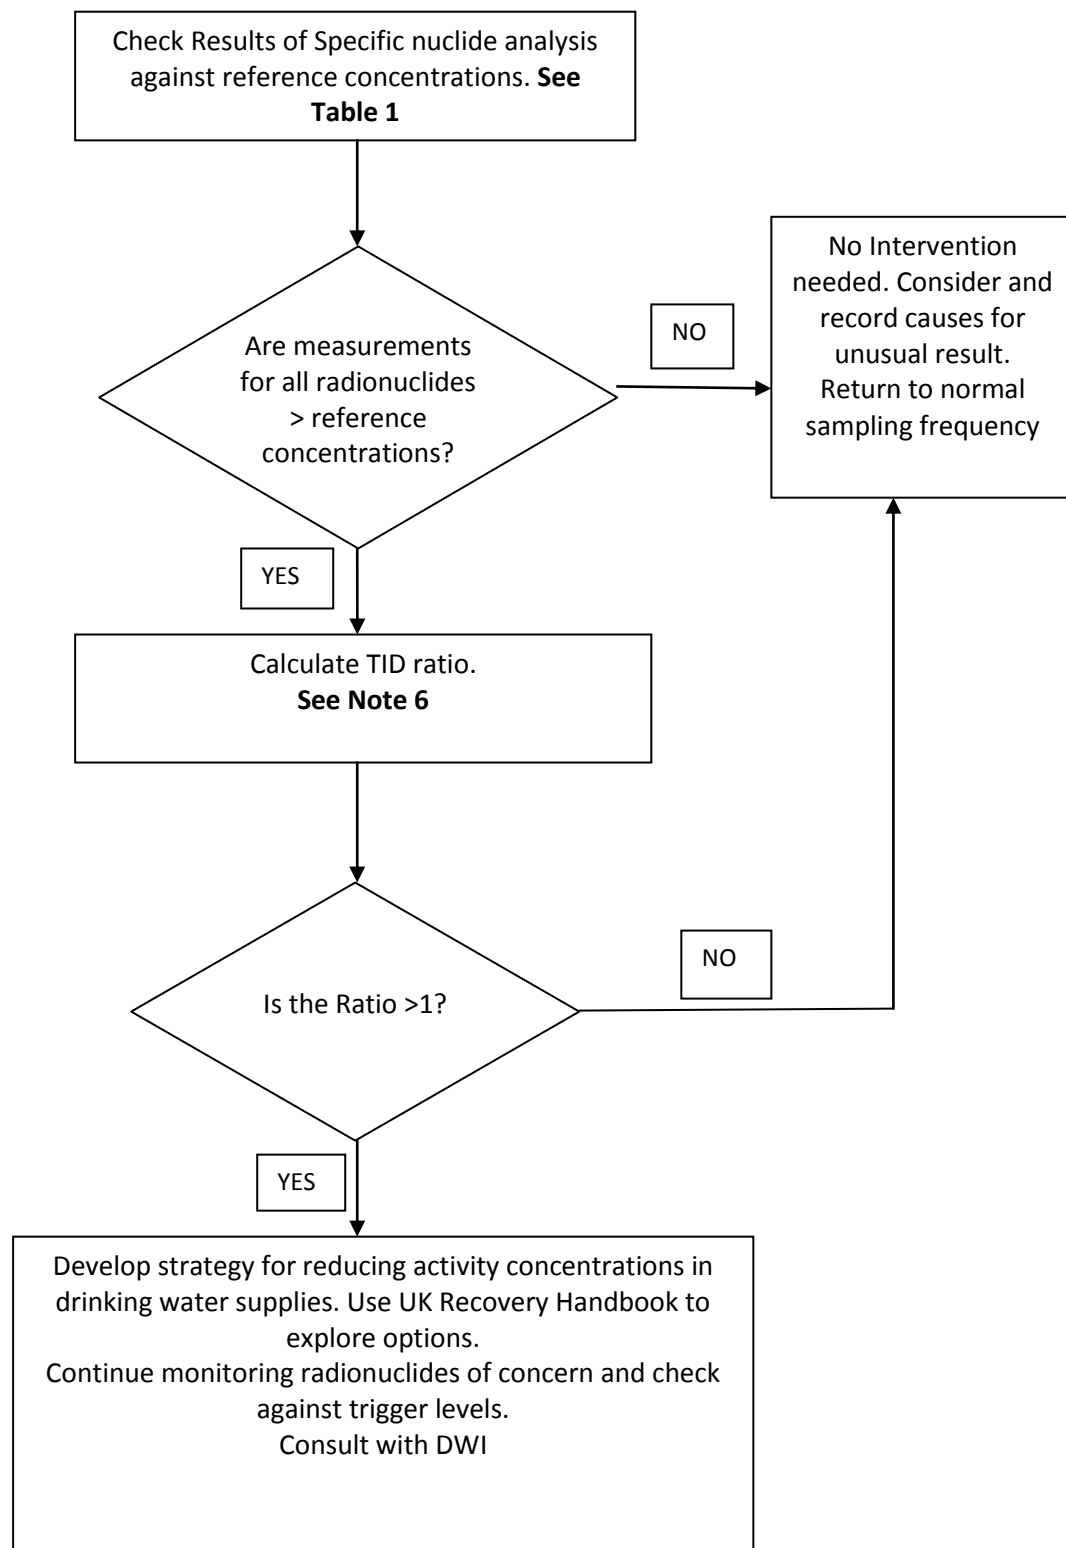 Check Results of Specific nuclide analysis
against reference concentrations. See
Table 1
Are measurements
for all radionuclides
> reference
concentrations?
NO
No Intervention
needed. Consider and
record causes for
unusual result.
Return to normal
sampling frequency
YES
Calculate TID ratio.
See Note 6
Is the Ratio >1?
NO
YES
Develop strategy for reducing activity concentrations in
drinking water supplies. Use UK Recovery Handbook to
explore options.
Continue monitoring radionuclides of concern and check
against trigger levels.
Consult with DWI